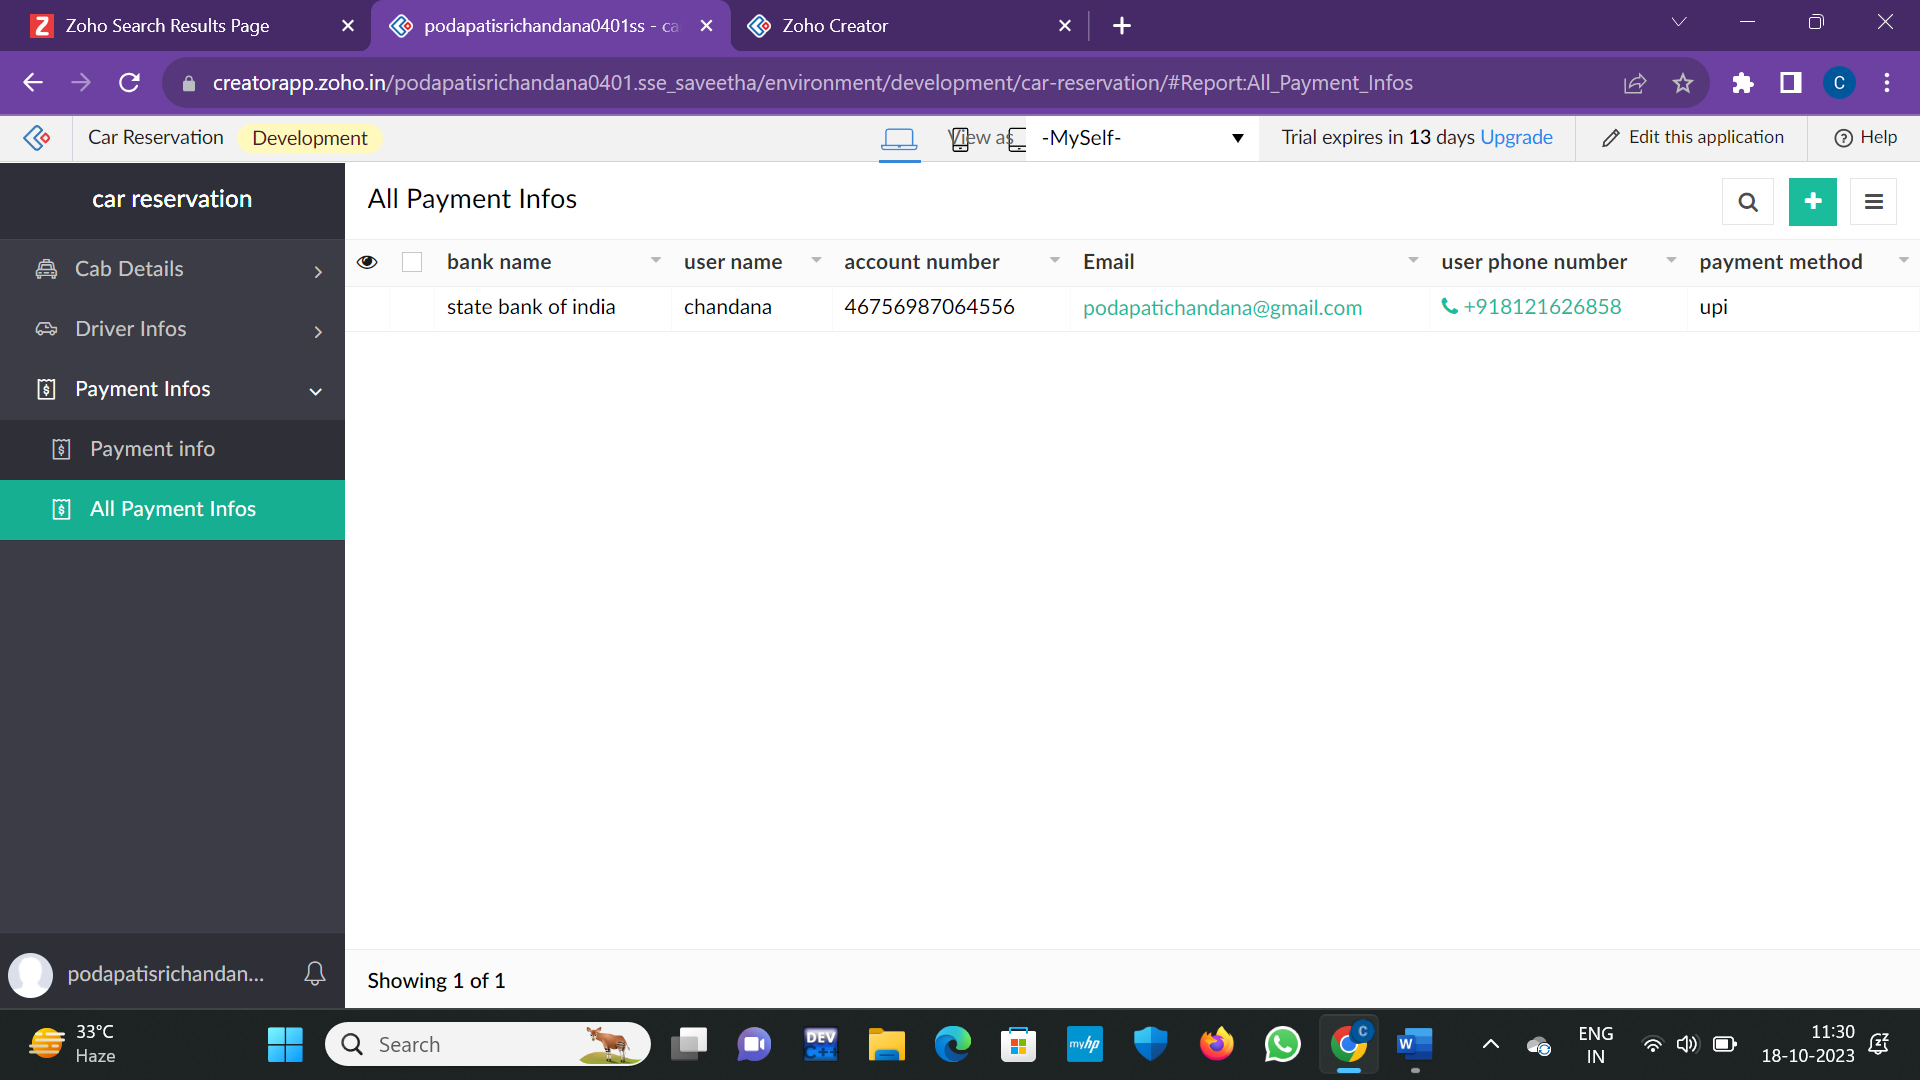 Zoho Search Results Page
podapatisrichandana0401ss - ca
Zoho Creator
creatorapp.zoho.in/podapatisrichandana0401.sse_saveetha/environment/development/car-reservation/#Report:All_Payment_Infos
C
Car Reservation Development View as -MySelf- Trial expires in 13 days Upgrade Edit this application Help
car reservation
Cab Details
Driver Infos
Payment Infos
Payment info
All Payment Infos
podapatisrichandan...
All Payment Infos
bank name user name account number Email user phone number payment method
state bank of india chandana 46756987064556 podapatichandana@gmail.com +918121626858 upi
Showing 1 of 1
33°C
Haze
Search
DEV
C++
myhp
C
W
ENG
IN
11:30
18-10-2023